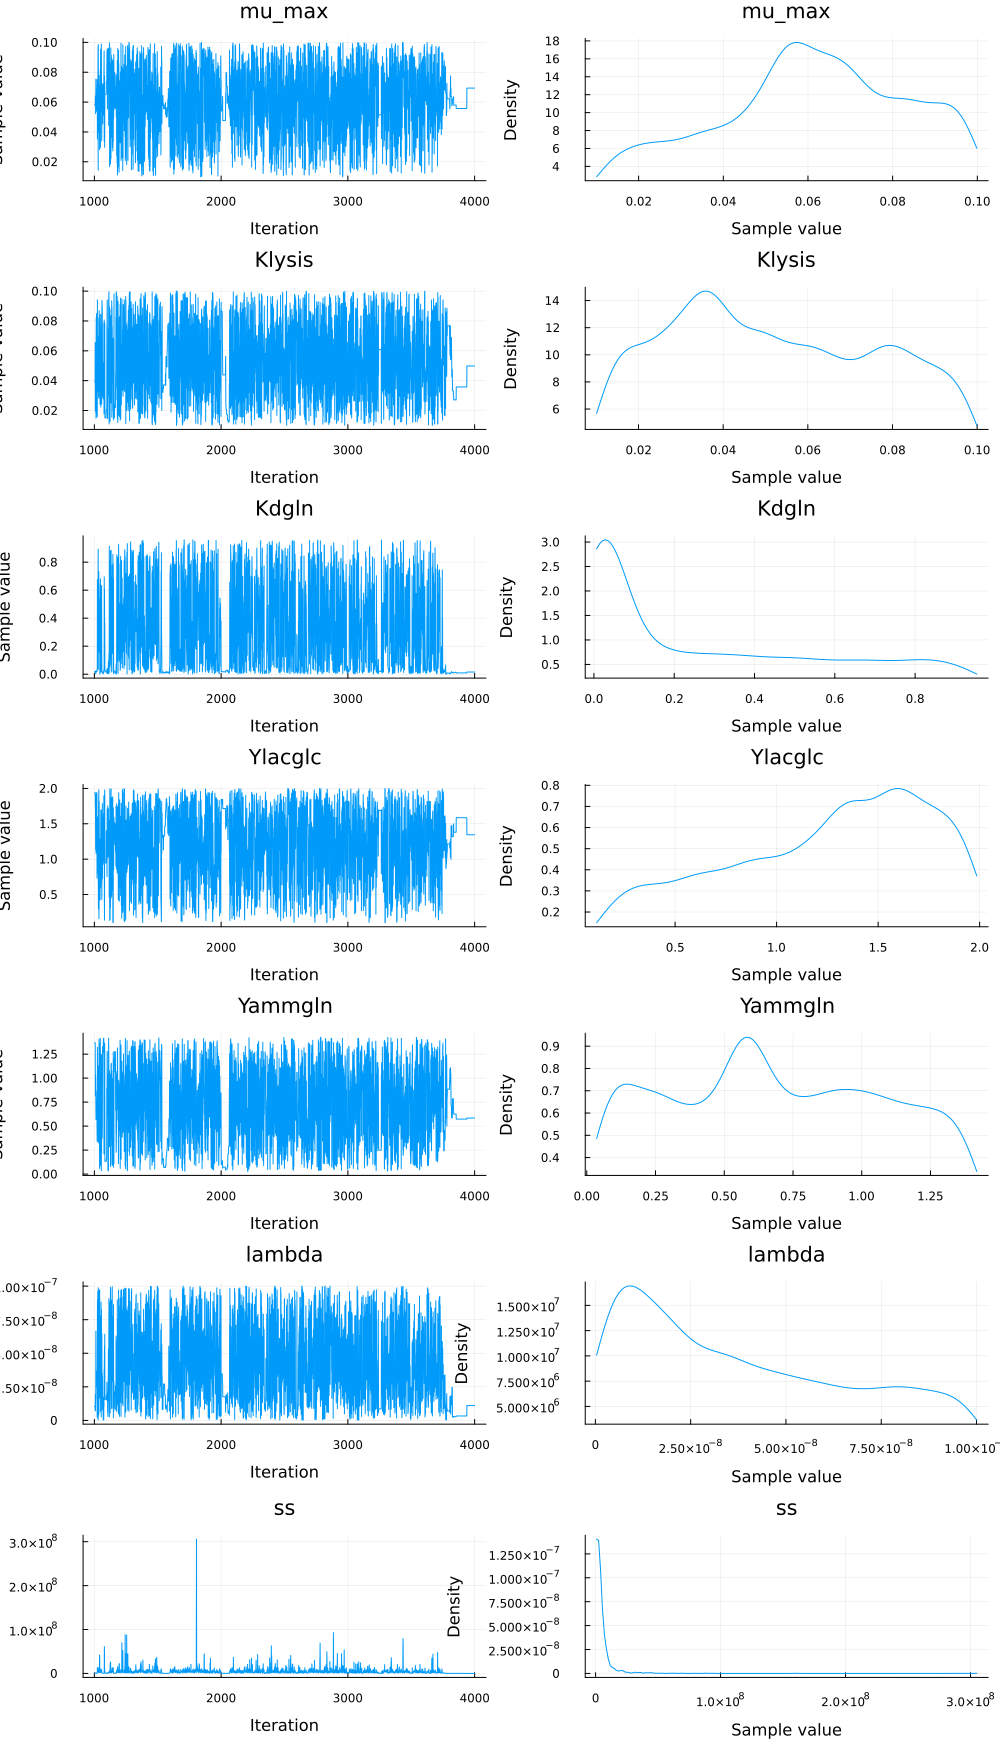 mu_max mu_max
0.10
0.08
0.06
0.04
0.02
1000 2000 3000 4000
Iteration
Density
18
16
14
12
10
8
6
4
0.02 0.04 0.06 0.08 0.10
Sample value
Klysis Klysis
0.10
0.08
0.06
0.04
0.02
1000 2000 3000 4000
Iteration
Density
14
12
10
8
6
0.02 0.04 0.06 0.08 0.10
Sample value
Kdgln Kdgln
Sample value
0.8
0.6
0.4
0.2
0.0
1000 2000 3000 4000
Iteration
Density
3.0
2.5
2.0
1.5
1.0
0.5
0.0 0.2 0.4 0.6 0.8
Sample value
Ylacglc Ylacglc
Sample value
2.0
1.5
1.0
0.5
1000 2000 3000 4000
Iteration
Density
0.8
0.7
0.6
0.5
0.4
0.3
0.2
0.5 1.0 1.5 2.0
Sample value
Yammgln Yammgln
1.25
1.00
0.75
0.50
0.25
0.00
1000 2000 3000 4000
Iteration
Density
0.9
0.8
0.7
0.6
0.5
0.4
0.00 0.25 0.50 0.75 1.00 1.25
Sample value
lambda lambda
.00×10⁻⁷
.50×10⁻⁸
.00×10⁻⁸
.50×10⁻⁸
0
1000 2000 3000 4000
Iteration
Density
1.500×10⁷
1.250×10⁷
1.000×10⁷
7.500×10⁶
5.000×10⁶
0 2.50×10⁻⁸ 5.00×10⁻⁸ 7.50×10⁻⁸ 1.00×10⁻
Sample value
ss ss
3.0×10⁸
2.0×10⁸
1.0×10⁸
0
1000 2000 3000 4000
Iteration
Density
1.250×10⁻⁷
1.000×10⁻⁷
7.500×10⁻⁸
5.000×10⁻⁸
2.500×10⁻⁸
0
0 1.0×10⁸ 2.0×10⁸ 3.0×10⁸
Sample value